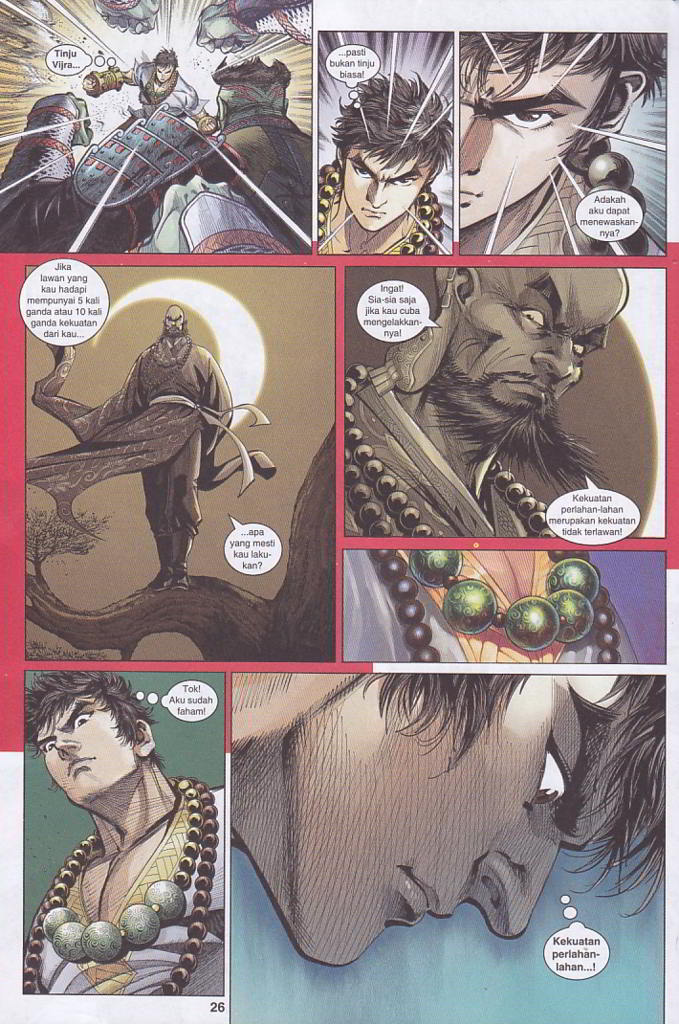 Tinju
Vijra...
...pasti
bukan tinju
biasa!
Adakah
aku dapat
menewaskan-
nya?
Jika
lawan yang
kau hadapi
mempunyai 5 kali
ganda atau 10 kali
ganda kekuatan
dari kau...
...apa
yang mesti
kau laku-
kan?
Ingat!
Sia-sia saja
jika kau cuba
mengelakkan-
nya!
Kekuatan
perlahan-lahan
merupakan kekuatan
tidak terlawan!
Tok!
Aku sudah
faham!
Kekuatan
perlahan-
lahan...!
26